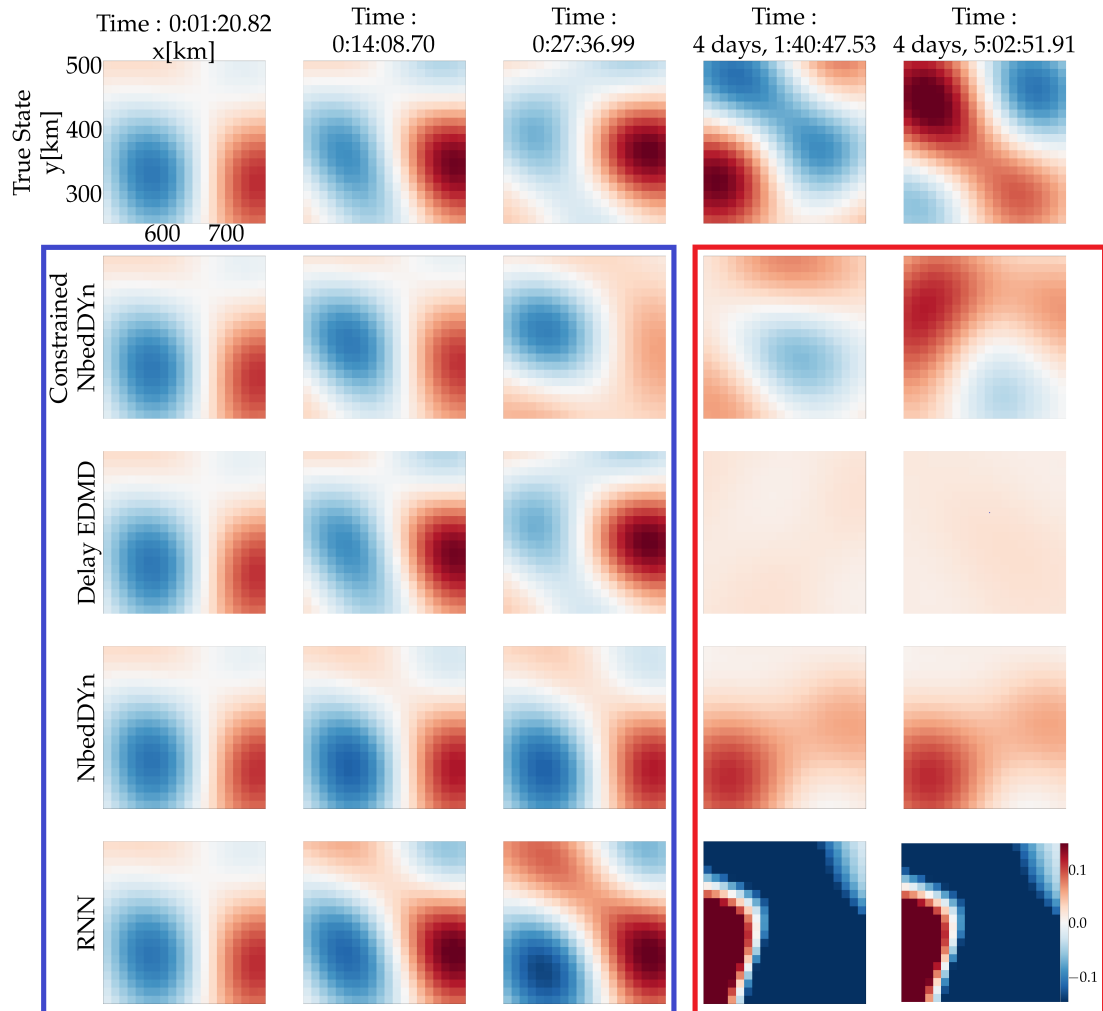 Time : 0:01:20.82
x[km]
Time :
0:14:08.70
Time :
0:27:36.99
Time :
4 days, 1:40:47.53
Time :
4 days, 5:02:51.91
True State
y[km]
500
400
300
600
700
Constrained
NbedDYn
Delay EDMD
NbedDYn
RNN
0.1
0.0
−0.1